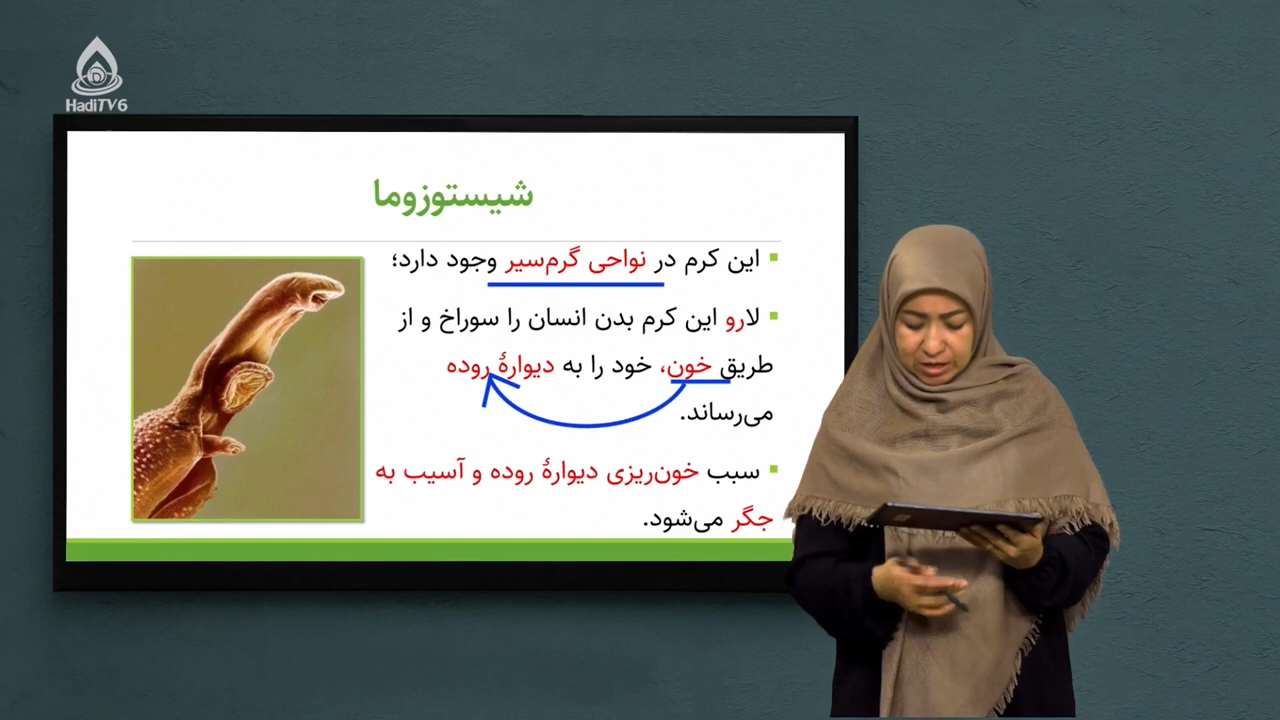 HadiTV6
شیستوزوما
این کرم در نواحی گرم‌سیر وجود دارد؛
لارو این کرم بدن انسان را سوراخ و از
طریق خون، خود را به دیوارهٔ روده
می‌رساند.
سبب خون‌ریزی دیوارهٔ روده و آسیب به
جگر می‌شود.